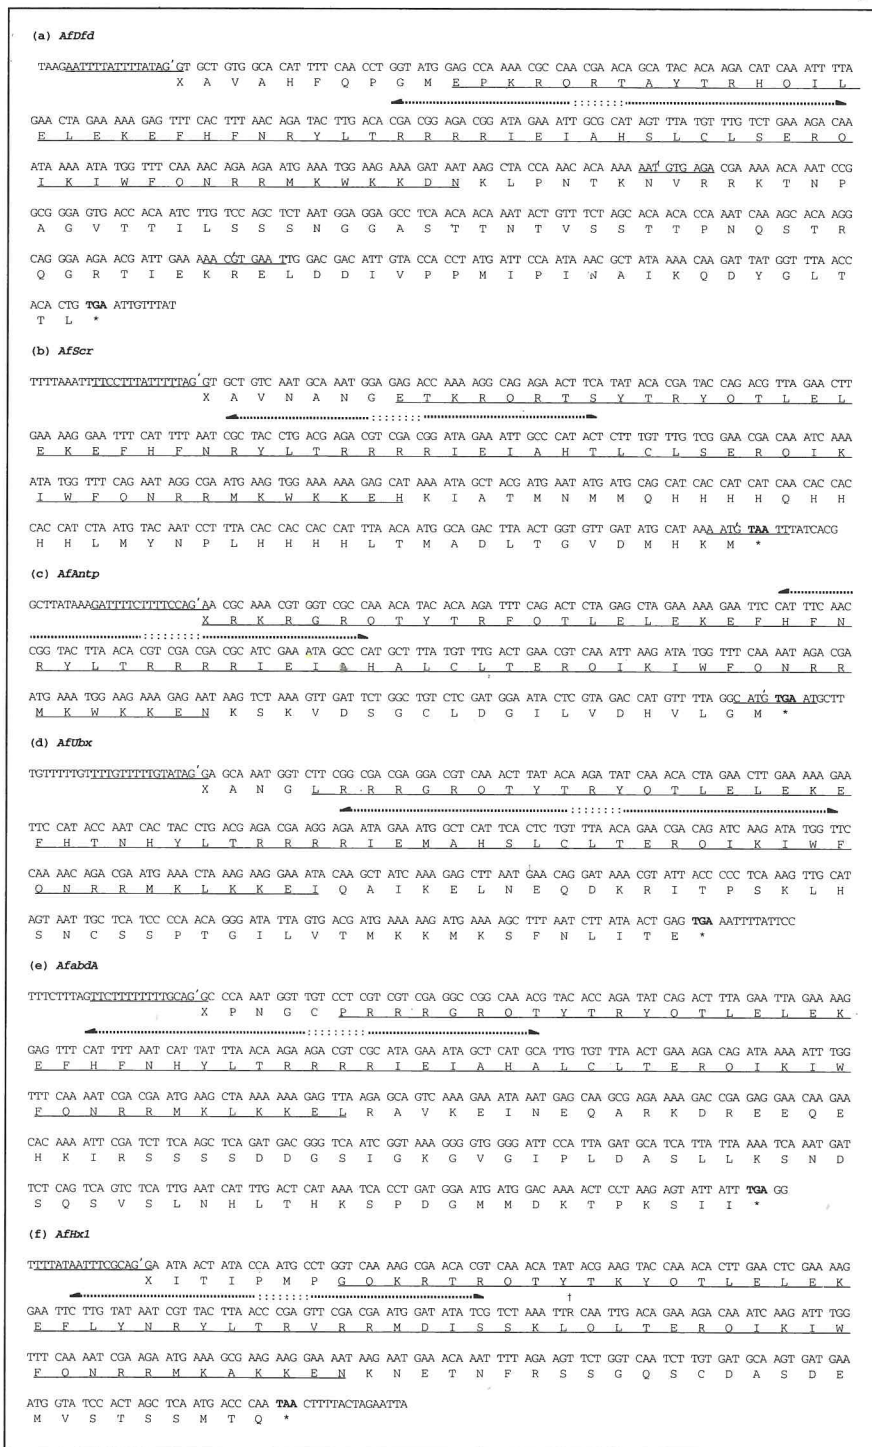 (a) AfDfd
TAAGAATTTTATTTTATAG'GT GCT GTG GCA CAT TTT CAA CCT GGT ATG GAG CCA AAA CGC CAA CGA ACA GCA TAC ACA AGA CAT CAA ATT TTA
X A V A H F Q P G M E P K R Q R T A Y T R H Q I L
GAA CTA GAA AAA GAG TTT CAC TTT AAC AGA TAC TTG ACA CGA CGG AGA CGG ATA GAA ATT GCG CAT AGT TTA TGT TTG TCT GAA AGA CAA
E L E K E F H F N R Y L T R R R R I E I A H S L C L S E R Q
ATA AAA ATA TGG TTT CAA AAC AGA AGA ATG AAA TGG AAG AAA GAT AAT AAG CTA CCA AAC ACA AAA AAT' GTG AGA CGA AAA ACA AAT CCG
I K I W F Q N R R M K W K K D N K L P N T K N V R R K T N P
GCG GGA GTG ACC ACA ATC TTG TCC AGC TCT AAT GGA GGA GCC TCA ACA ACA AAT ACT GTT TCT AGC ACA ACA CCA AAT CAA AGC ACA AGG
A G V T T I L S S S N G G A S T T N T V S S T T P N Q S T R
CAG GGA AGA ACG ATT GAA AAA CG'T GAA TTG GAC GAC ATT GTA CCA CCT ATG ATT CCA ATA AAC GCT ATA AAA CAA GAT TAT GGT TTA ACC
Q G R T I E K R E L D D I V P P M I P I N A I K Q D Y G L T
ACA CTG TGA ATTGTTTAT
T L *
(b) AfScr
TTTTAAATTTTCCTTTATTTTTAG'GT GCT GTC AAT GCA AAT GGA GAG ACC AAA AGG CAG AGA ACT TCA TAT ACA CGA TAC CAG ACG TTA GAA CTT
X A V N A N G E T K R Q R T S Y T R Y Q T L E L
GAA AAG GAA TTT CAT TTT AAT CGC TAC CTG ACG AGA CGT CGA CGG ATA GAA ATT GCC CAT ACT CTT TGT TTG TCG GAA CGA CAA ATC AAA
E K E F H F N R Y L T R R R R I E I A H T L C L S E R Q I K
ATA TGG TTT CAG AAT AGG CGA ATG AAG TGG AAA AAA GAG CAT AAA ATA GCT ACG ATG AAT ATG ATG CAG CAT CAC CAT CAT CAA CAC CAC
I W F Q N R R M K W K K E H K I A T M N M M Q H H H H Q H H
CAC CAT CTA ATG TAC AAT CCT TTA CAC CAC CAC CAT TTA ACA ATG GCA GAC TTA ACT GGT GTT GAT ATG CAT AAA ATG' TAA TTTATCACG
H H L M Y N P L H H H H L T M A D L T G V D M H K M *
(c) AfAntp
GCTTATAAAGATTTTCTTTTCCAG'A ACGC AAA CGT GGT CGC CAA ACA TAC ACA AGA TTT CAG ACT CTA GAG CTA GAA AAA GAA TTC CAT TTC AAC
X R K R G R Q T Y T R F Q T L E L E K E F H F N
CGG TAC TTA ACA CGT CGA CGA CGC ATC GAA ATA GCC CAT GCT TTA TGT TTG ACT GAA CGT CAA ATT AAG ATA TGG TTT CAA AAT AGA CGA
R Y L T R R R R I E I A H A L C L T E R Q I K I W F Q N R R
ATG AAA TGG AAG AAA GAG AAT AAG TCT AAA GTT GAT TCT GGC TGT CTC GAT GGA ATA CTC GTA GAC CAT GTT TTA GGC ATG' TGA ATGCTT
M K W K K E N K S K V D S G C L D G I L V D H V L G M *
(d) AfUbx
TGTTTTTGTTTTGTTTTTGTATAG'GA GCA AAT GGT CTT CGG CGA CGA GGA CGT CAA ACT TAT ACA AGA TAT CAA ACA CTA GAA CTT GAA AAA GAA
X A N G L R R R G R Q T Y T R Y Q T L E L E K E
TTC CAT ACC AAT CAC TAC CTG ACG AGA CGA AGG AGA ATA GAA ATG GCT CAT TCA CTC TGT TTA ACA GAA CGA CAG ATC AAG ATA TGG TTC
F H T N H Y L T R R R R I E M A H S L C L T E R Q I K I W F
CAA AAC AGA CGA ATG AAA CTA AAG AAG GAA ATA CAA GCT ATC AAA GAG CTT AAT GAA CAG GAT AAA CGT ATT ACC CCC TCA AAG TTG CAT
Q N R R M K L K K E I Q A I K E L N E Q D K R I T P S K L H
AGT AAT TGC TCA TCC CCA ACA GGG ATA TTA GTG ACG ATG AAA AAG ATG AAA AGC TTT AAT CTT ATA ACT GAG TGA AATTTTATTCC
S N C S S P T G I L V T M K K M K S F N L I T E *
(e) AfabdA
TTTCTTTAGTTCTTTTTTTTGCAG'GC CCA AAT GGT TGT CCT CGT CGT CGA GGC CGG CAA ACG TAC ACC AGA TAT CAG ACT TTA GAA TTA GAA AAG
X P N G C P R R R G R Q T Y T R Y Q T L E L E K
GAG TTT CAT TTT AAT CAT TAT TTA ACA AGA AGA CGT CGC ATA GAA ATA GCT CAT GCA TTG TGT TTA ACT GAA AGA CAG ATA AAA ATT TGG
E F H F N H Y L T R R R R I E I A H A L C L T E R Q I K I W
TTT CAA AAT CGA CGA ATG AAG CTA AAA AAA GAG TTA AGA GCA GTC AAA GAA ATA AAT GAG CAA GCG AGA AAA GAC CGA GAG GAA CAA GAA
F Q N R R M K L K K E L R A V K E I N E Q A R K D R E E Q E
CAC AAA ATT CGA TCT TCA AGC TCA GAT GAC GGG TCA ATC GGT AAA GGG GTG GGG ATT CCA TTA GAT GCA TCA TTA TTA AAA TCA AAT GAT
H K I R S S S S D D G S I G K G V G I P L D A S L L K S N D
TCT CAG TCA GTC TCA TTG AAT CAT TTG ACT CAT AAA TCA CCT GAT GGA ATG ATG GAC AAA ACT CCT AAG AGT ATT ATT TGA GG
S Q S V S L N H L T H K S P D G M M D K T P K S I I *
(f) AfHx1
TTTTATAATTTCGCAG'GA ATA ACT ATA CCA ATG CCT GGT CAA AAG CGA ACA CGT CAA ACA TAT ACG AAG TAC CAA ACA CTT GAA CTC GAA AAG
X I T I P M P G Q K R T R Q T Y T K Y Q T L E L E K
†
GAA TTC TTG TAT AAT CGT TAC TTA ACC CGA GTT CGA CGA ATG GAT ATA TCG TCT AAA TTR CAA TTG ACA GAA AGA CAA ATC AAG ATT TGG
E F L Y N R Y L T R V R R M D I S S K L Q L T E R Q I K I W
TTT CAA AAT CGA AGA ATG AAA GCG AAG AAG GAA AAT AAG AAT GAA ACA AAT TTT AGA AGT TCT GGT CAA TCT TGT GAT GCA AGT GAT GAA
F Q N R R M K A K K E N K N E T N F R S S G Q S C D A S D E
ATG GTA TCC ACT AGC TCA ATG ACC CAA TAA CTTTTACTAGAATTA
M V S T S S M T Q *